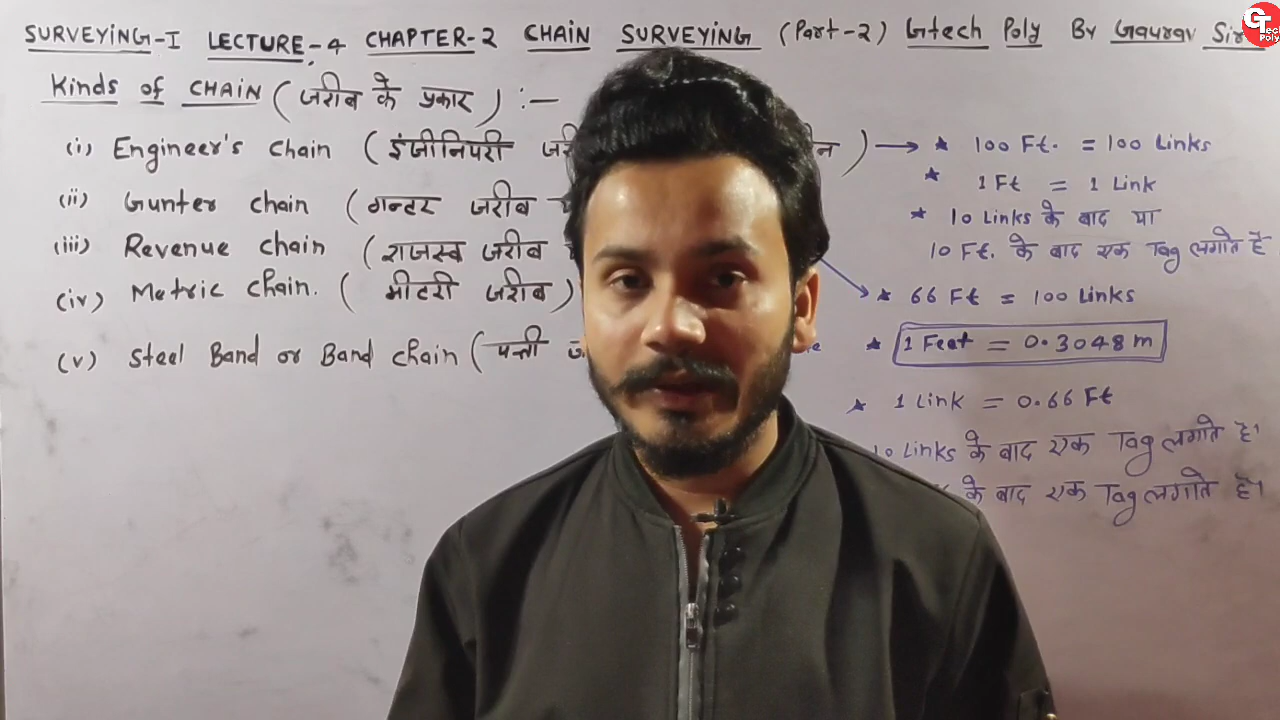 SURVEYING-I LECTURE-4 CHAPTER-2 CHAIN SURVEYING (Part-2) Gtech Poly By Gaurav Sir
GTec Poly
Kinds of CHAIN (जरीब के प्रकार) :-
(i) Engineer's chain (इंजीनियरी
→ * 100 Ft. = 100 Links
* 1 Ft = 1 Link
* 10 Links के बाद या
10 Ft. के बाद एक Tag लगाते हैं
(ii) Gunter chain (गन्टर जरीब
(iii) Revenue chain (राजस्व जरीब
(iv) Metric Chain. (मीटरी जरीब)
(v) Steel Band or Band chain (पत्ती
* 66 Ft = 100 Links
* 1 Feet = 0.3048 m
* 1 Link = 0.66 Ft
10 Links के बाद एक Tag लगाते है।
के बाद एक Tag लगाते है।